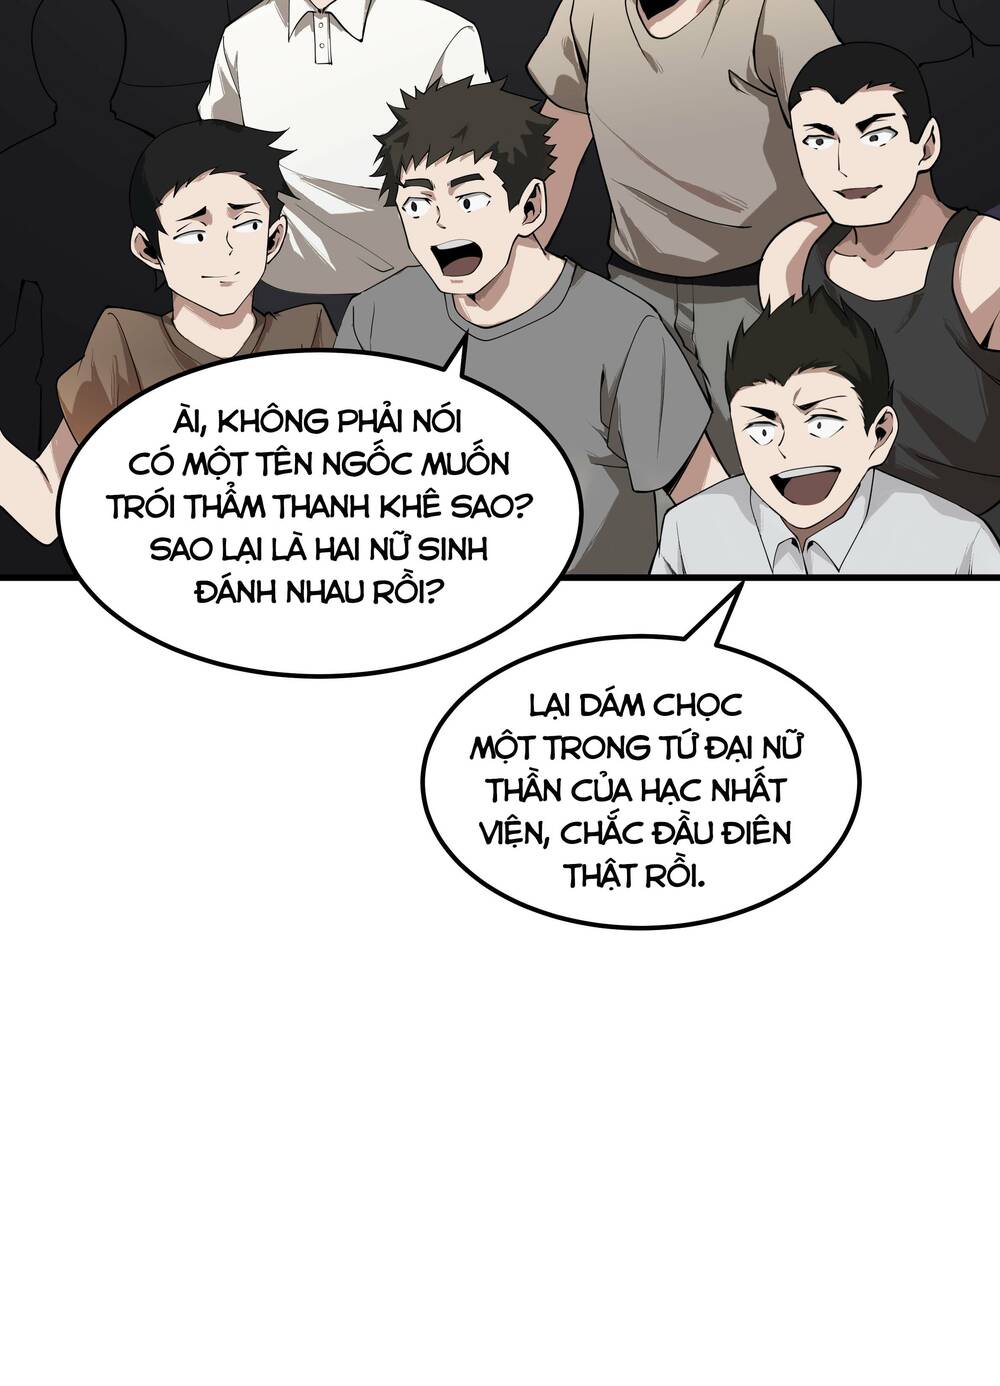 ÀI, KHÔNG PHẢI NÓI
CÓ MỘT TÊN NGỐC MUỐN
TRÓI THẨM THANH KHÊ SAO?
SAO LẠI LÀ HAI NỮ SINH
ĐÁNH NHAU RỒI?
LẠI DÁM CHỌC
MỘT TRONG TỨ ĐẠI NỮ
THẦN CỦA HẠC NHẤT
VIỆN, CHẮC ĐẦU ĐIÊN
THẬT RỒI.